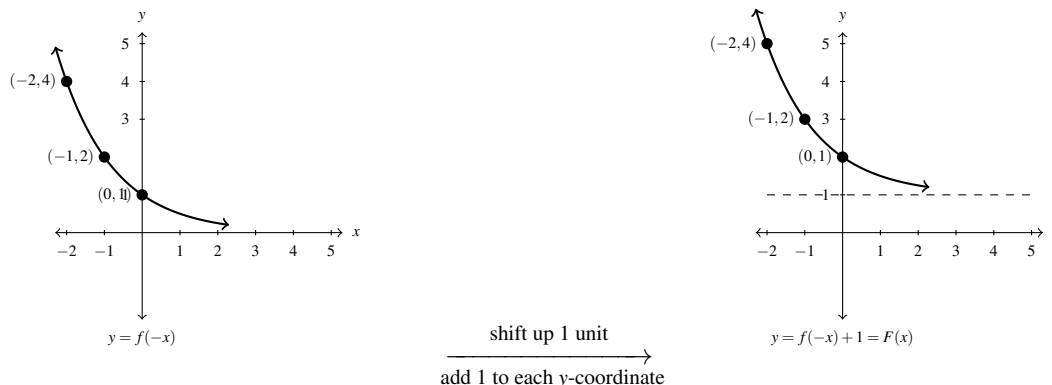 y
5
4
3
(−2,4)
(−1,2)
(0,1)
1
−2 −1 1 2 3 4 5 x
y = f(−x)
shift up 1 unit
add 1 to each y-coordinate
y
5
4
3
(−2,4)
(−1,2)
(0,1)
1
−2 −1 1 2 3 4 5
y = f(−x)+1 = F(x)